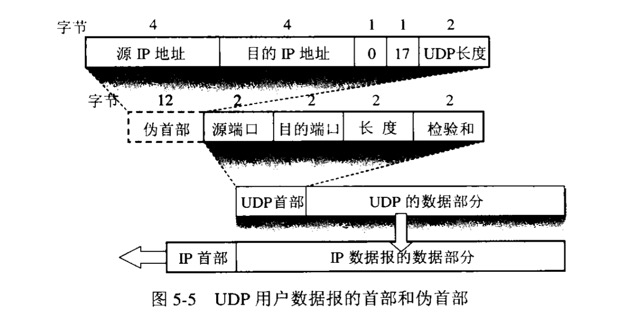 字节 4 4 1 1 2
源 IP 地址 目的 IP 地址 0 17 UDP长度
字节 12 2 2 2 2
伪首部 源端口 目的端口 长 度 检验和
UDP首部 UDP 的数据部分
IP 首部 IP 数据报的数据部分
图 5-5 UDP 用户数据报的首部和伪首部